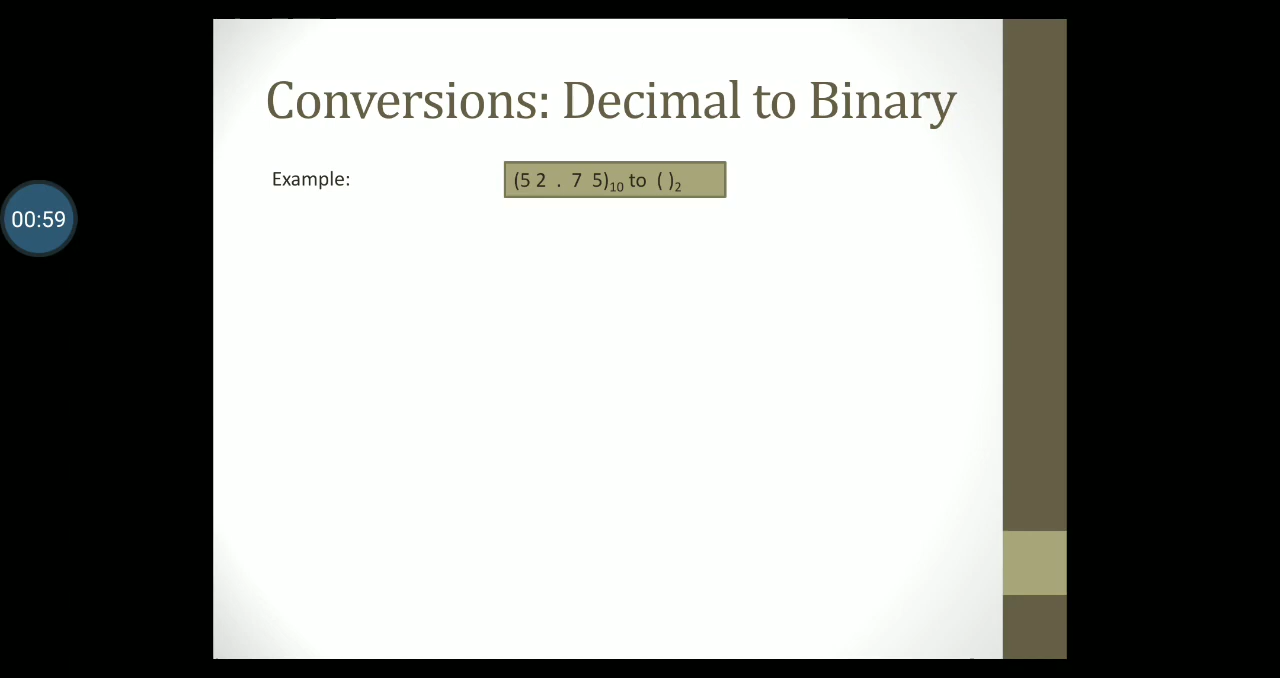 Conversions: Decimal to Binary
Example:
(5 2 . 7 5)₁₀ to ( )₂
00:59